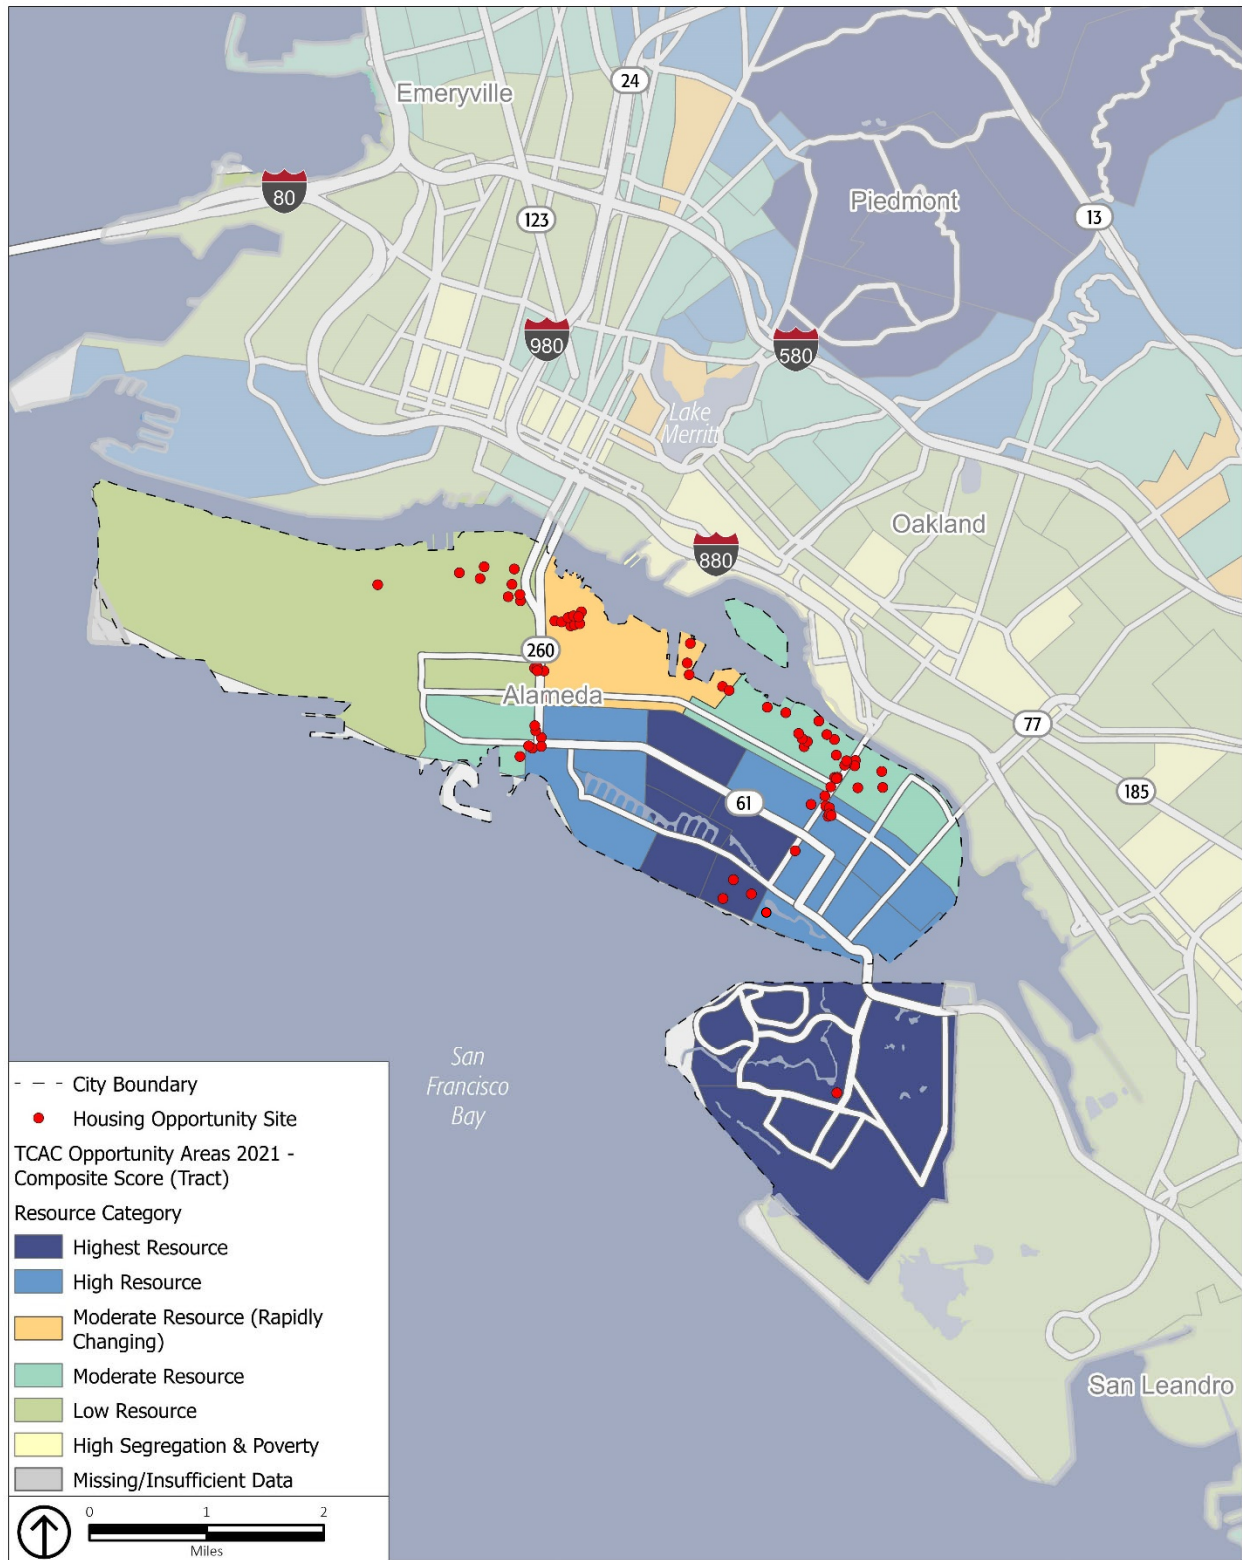 24
Emeryville
80
Piedmont
123
13
980
580
Lake
Merritt
Oakland
880
260
Alameda
77
61
185
San
Francisco
Bay
San Leandro
City Boundary
Housing Opportunity Site
TCAC Opportunity Areas 2021 -
Composite Score (Tract)
Resource Category
Highest Resource
High Resource
Moderate Resource (Rapidly
Changing)
Moderate Resource
Low Resource
High Segregation & Poverty
Missing/Insufficient Data
0 1 2
Miles